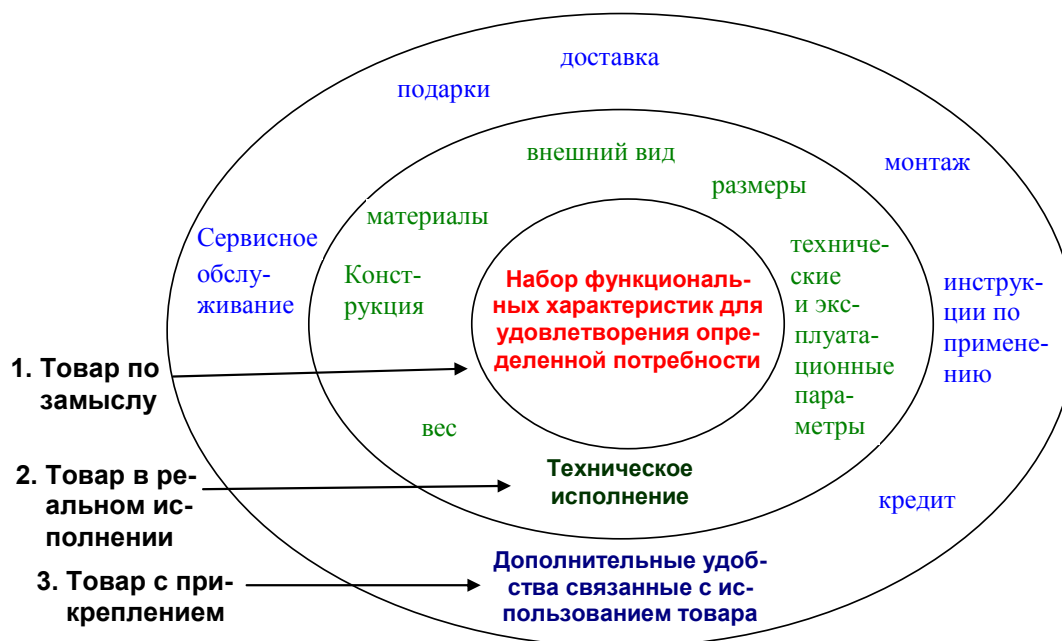 доставка
подарки
внешний вид
монтаж
размеры
материалы
Сервисное
обслу-
живание
Конст-
рукция
Набор функциональ-
ных характеристик для
удовлетворения опре-
деленной потребности
техниче-
ские
и экс-
плуата-
ционные
пара-
метры
инструк-
ции по
примене-
нию
1. Товар по
замыслу
вес
2. Товар в ре-
альном ис-
полнении
Техническое
исполнение
кредит
3. Товар с при-
креплением
Дополнительные удоб-
ства связанные с ис-
пользованием товара